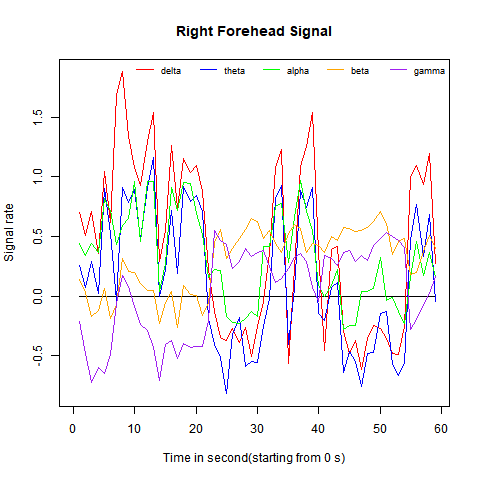 Right Forehead Signal
delta theta alpha beta gamma
Signal rate
1.5
1.0
0.5
0.0
-0.5
0 10 20 30 40 50 60
Time in second(starting from 0 s)